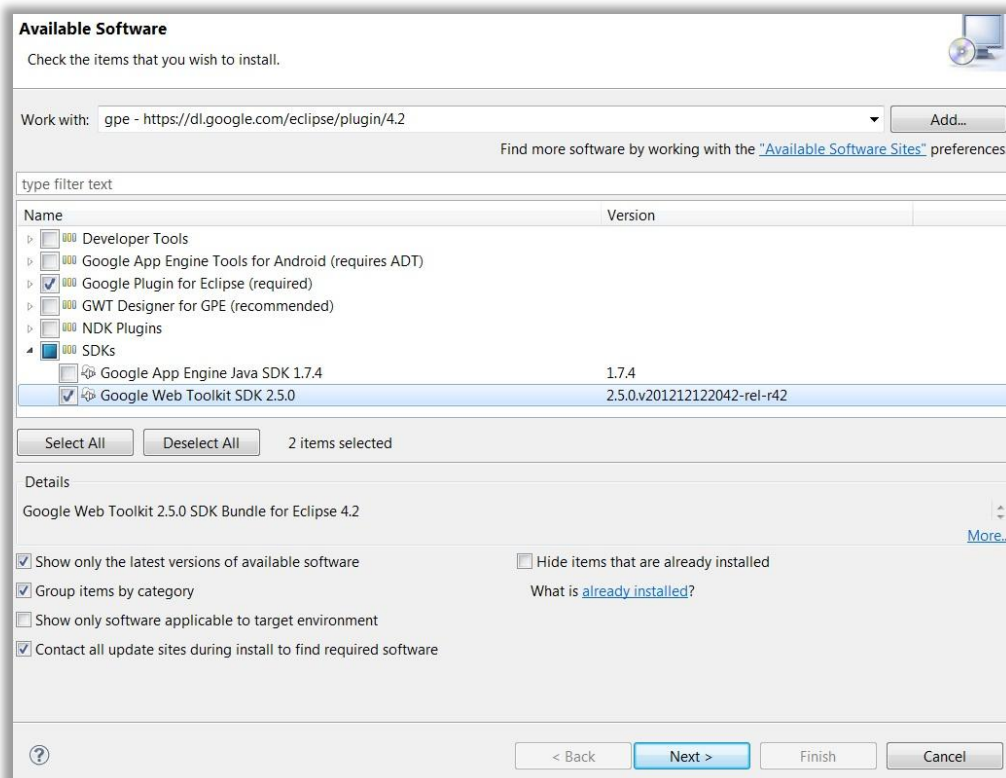 Available Software
Check the items that you wish to install.
Work with: gpe - https://dl.google.com/eclipse/plugin/4.2 Add...
Find more software by working with the "Available Software Sites" preferences
type filter text
Name Version
Developer Tools
Google App Engine Tools for Android (requires ADT)
Google Plugin for Eclipse (required)
GWT Designer for GPE (recommended)
NDK Plugins
SDKs
Google App Engine Java SDK 1.7.4 1.7.4
Google Web Toolkit SDK 2.5.0 2.5.0.v201212122042-rel-r42
Select All Deselect All 2 items selected
Details
Google Web Toolkit 2.5.0 SDK Bundle for Eclipse 4.2
More..
Show only the latest versions of available software Hide items that are already installed
Group items by category What is already installed?
Show only software applicable to target environment
Contact all update sites during install to find required software
? < Back Next > Finish Cancel